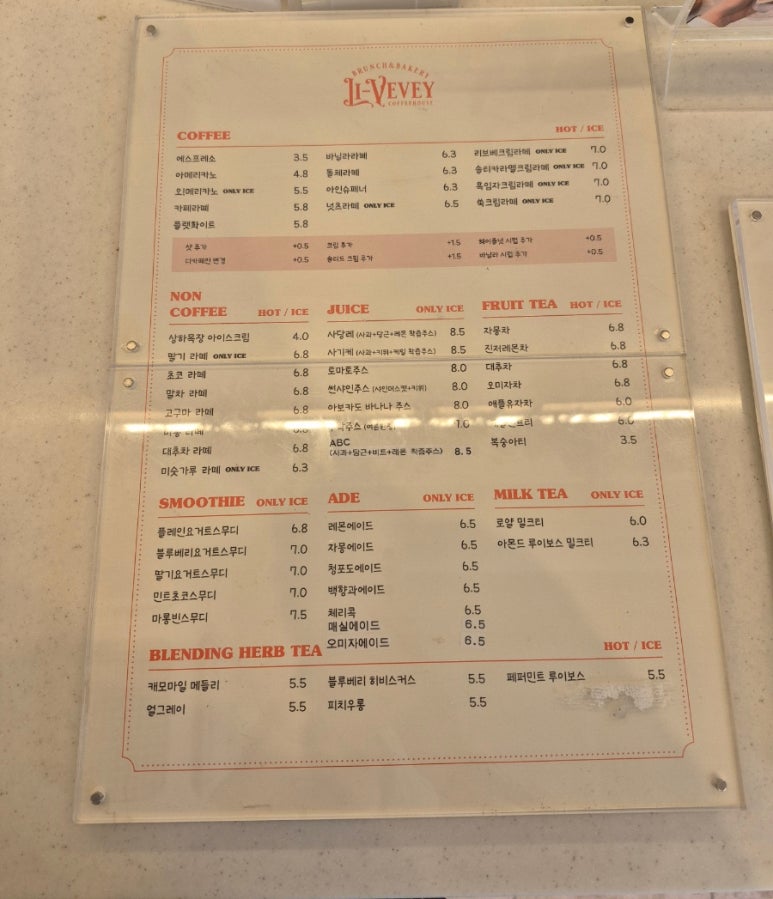 BRUNCH&BAKERY
LI-VEVEY
COFFEEHOUSE
COFFEE HOT / ICE
에스프레소 3.5
아메리카노 4.8
오!메리카노 ONLY ICE 5.5
카페라떼 5.8
플랫화이트 5.8
바닐라라떼 6.3
돌체라떼 6.3
아인슈페너 6.3
넛츠라떼 ONLY ICE 6.5
리브베크림라떼 ONLY ICE 7.0
솔티카라멜크림라떼 ONLY ICE 7.0
흑임자크림라떼 ONLY ICE 7.0
쑥크림라떼 ONLY ICE 7.0
샷 추가 +0.5
디카페인 변경 +0.5
크림 추가 +1.5
솔티드 크림 추가 +1.5
헤이즐넛 시럽 추가 +0.5
바닐라 시럽 추가 +0.5
NON
COFFEE HOT / ICE
상하목장 아이스크림 4.0
딸기 라떼 ONLY ICE 6.8
초코 라떼 6.8
말차 라떼 6.8
고구마 라떼 6.8
라떼 6.8
대추차 라떼 6.8
미숫가루 라떼 ONLY ICE 6.3
JUICE ONLY ICE
사당레 (사과+당근+레몬 착즙주스) 8.5
사기케 (사과+키위+케일 착즙주스) 8.5
토마토주스 8.0
썬샤인주스 (샤인머스켓+키위) 8.0
아보카도 바나나 주스 8.0
주스
ABC
(사과+당근+비트+레몬 착즙주스) 8.5
FRUIT TEA HOT / ICE
자몽차 6.8
진저레몬차 6.8
대추차 6.8
오미자차 6.8
애플유자차 6.0
6.0
복숭아티 3.5
SMOOTHIE ONLY ICE
플레인요거트스무디 6.8
블루베리요거트스무디 7.0
딸기요거트스무디 7.0
민트초코스무디 7.0
마롱빈스무디 7.5
ADE ONLY ICE
레몬에이드 6.5
자몽에이드 6.5
청포도에이드 6.5
백향과에이드 6.5
체리콕 6.5
매실에이드 6.5
오미자에이드 6.5
MILK TEA ONLY ICE
로얄 밀크티 6.0
아몬드 루이보스 밀크티 6.3
BLENDING HERB TEA HOT / ICE
캐모마일 메들리 5.5
얼그레이 5.5
블루베리 히비스커스 5.5
피치우롱 5.5
페퍼민트 루이보스 5.5